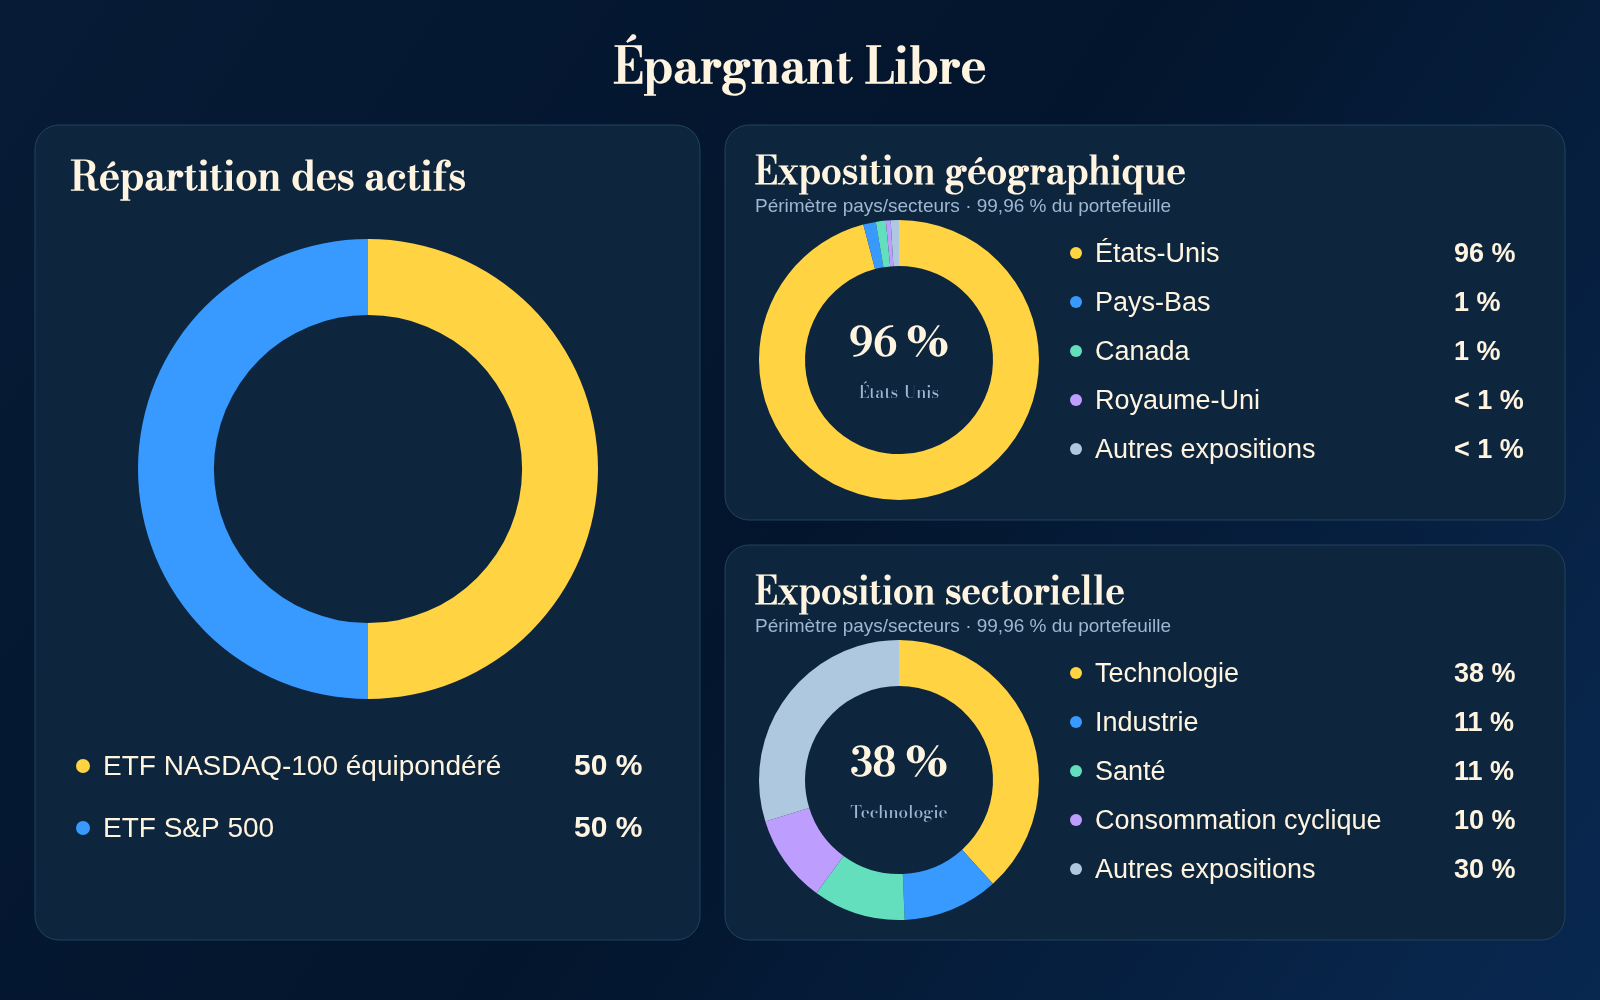 Épargnant Libre
Répartition des actifs
ETF NASDAQ-100 équipondéré 50 %
ETF S&P 500 50 %
Exposition géographique
Périmètre pays/secteurs · 99,96 % du portefeuille
96 %
États Unis
États-Unis 96 %
Pays-Bas 1 %
Canada 1 %
Royaume-Uni < 1 %
Autres expositions < 1 %
Exposition sectorielle
Périmètre pays/secteurs · 99,96 % du portefeuille
38 %
Technologie
Technologie 38 %
Industrie 11 %
Santé 11 %
Consommation cyclique 10 %
Autres expositions 30 %